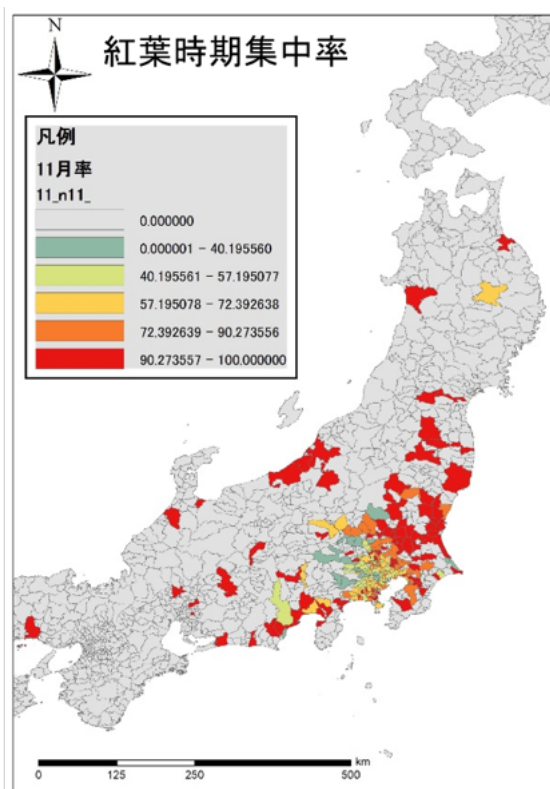 N
紅葉時期集中率
凡例
11月率
11_n11_
0.000000
0.000001 - 40.195560
40.195561 - 57.195077
57.195078 - 72.392638
72.392639 - 90.273556
90.273557 - 100.000000
km
0 125 250 500